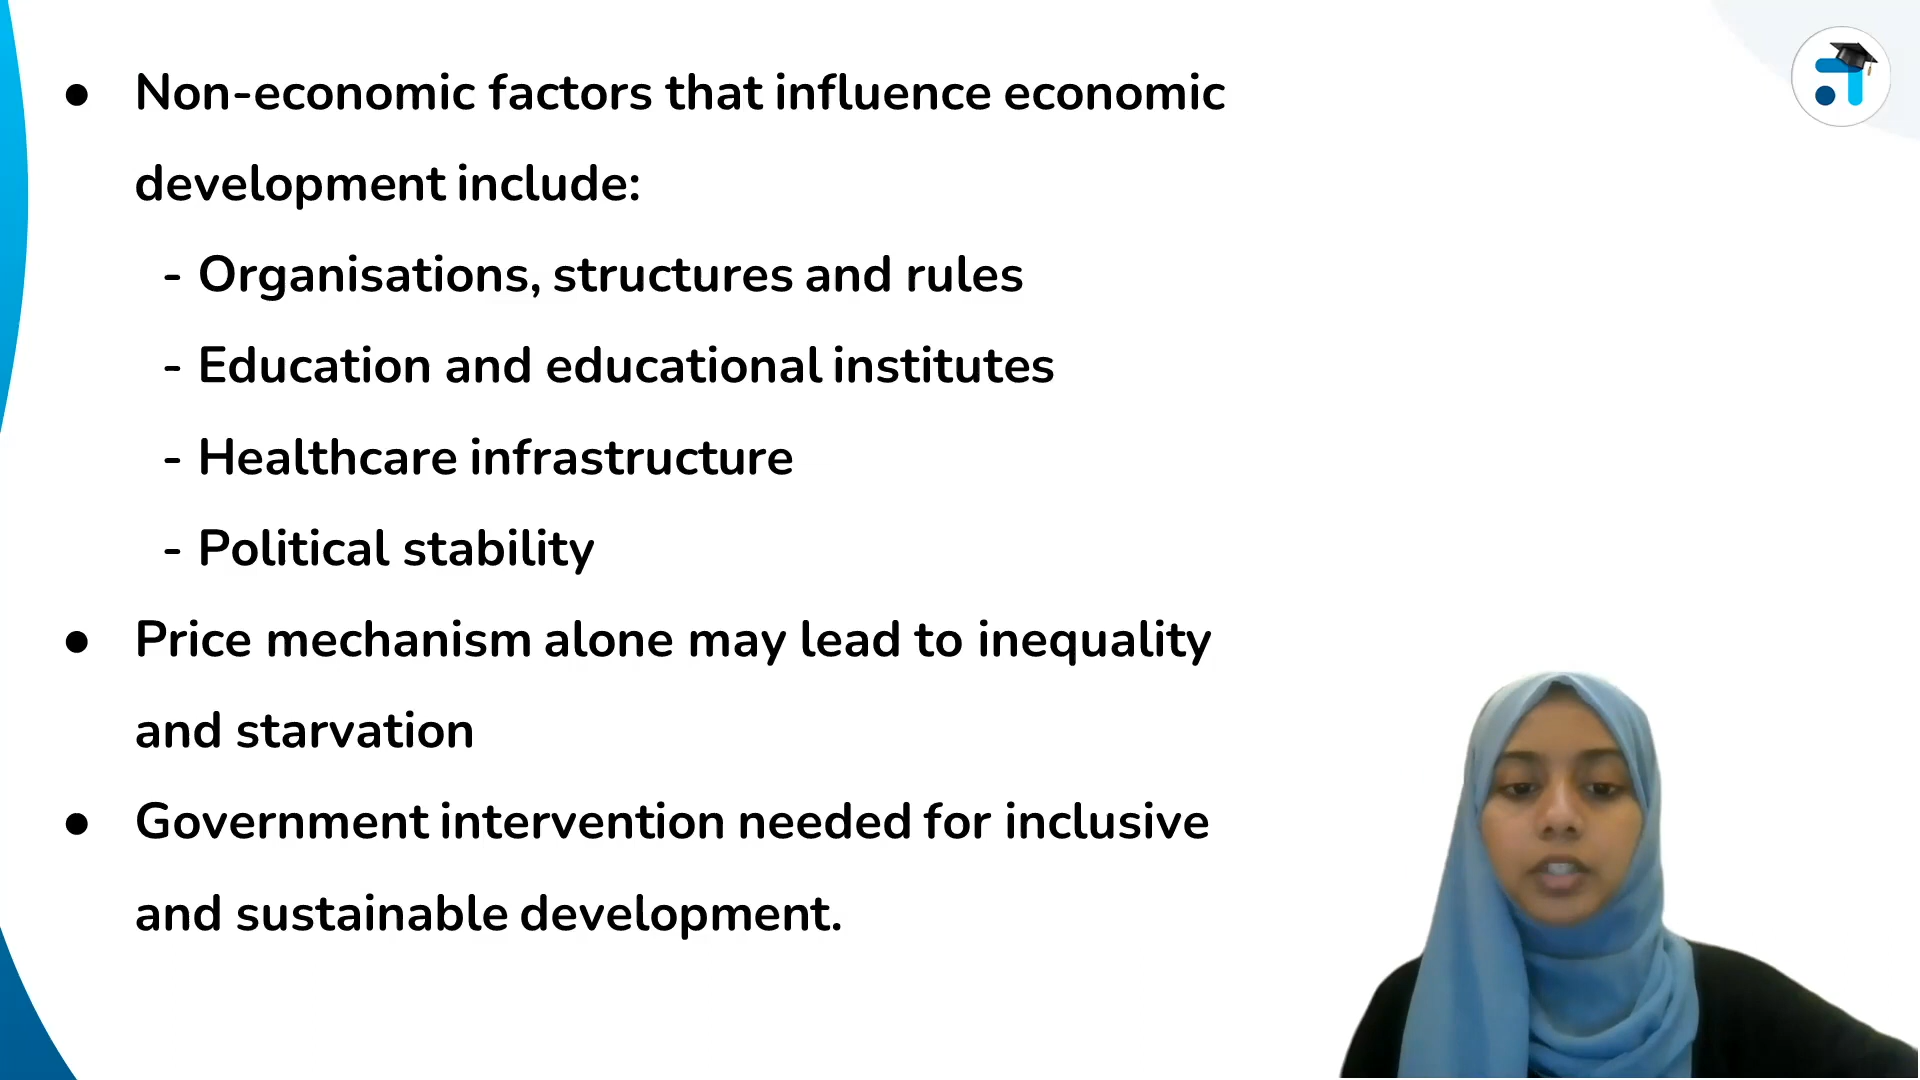 ● Non-economic factors that influence economic
development include:
- Organisations, structures and rules
- Education and educational institutes
- Healthcare infrastructure
- Political stability
● Price mechanism alone may lead to inequality
and starvation
● Government intervention needed for inclusive
and sustainable development.